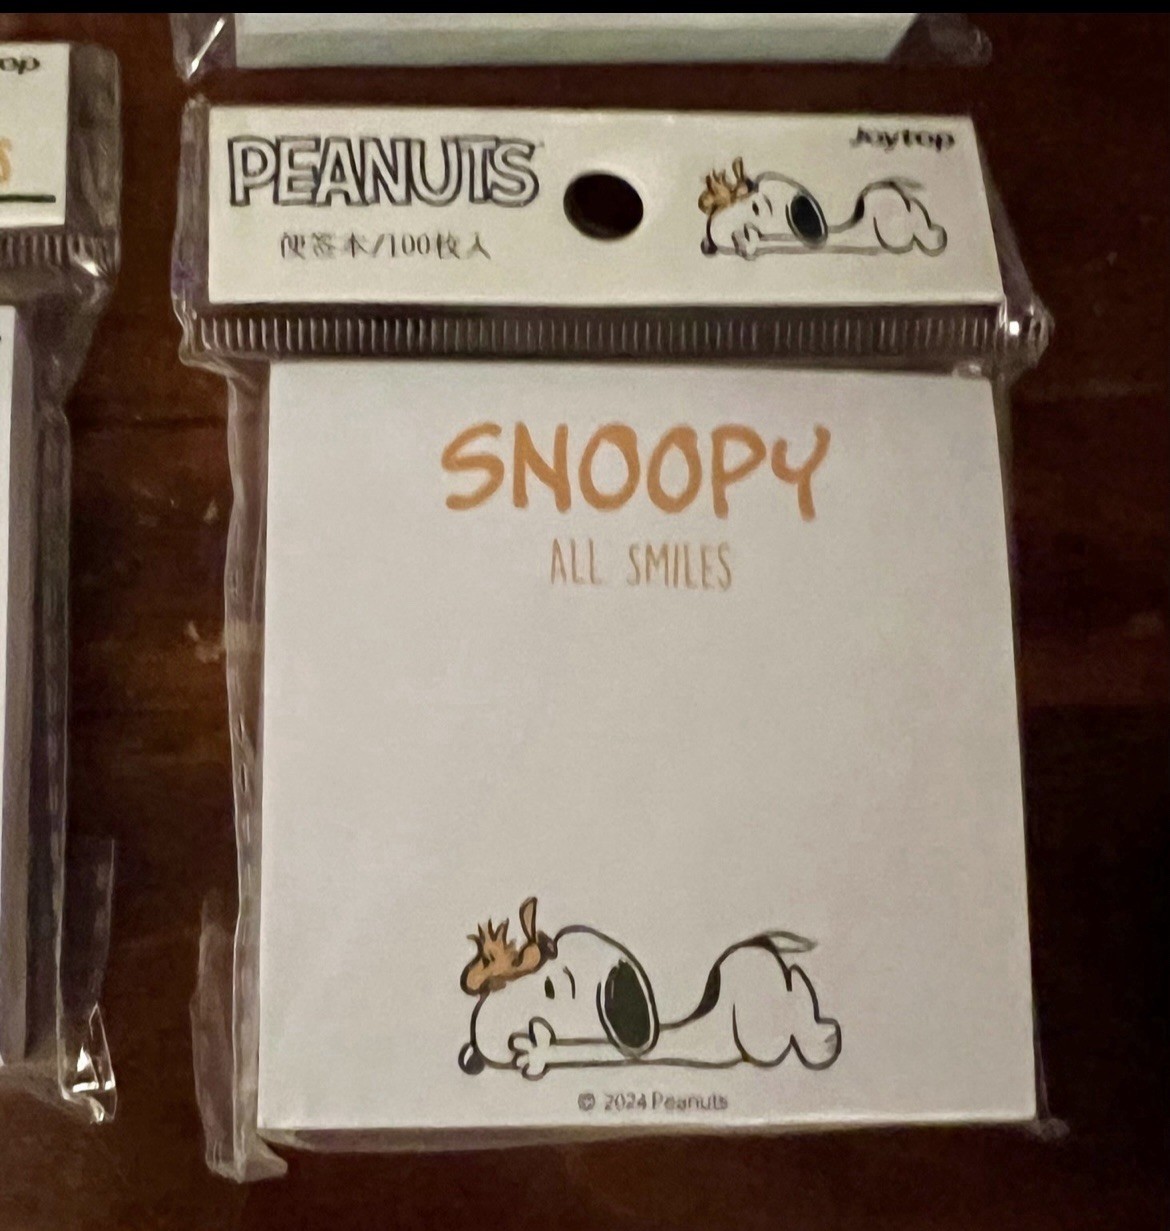 PEANUTS
Joytop
便签本/100枚入
SNOOPY
ALL SMILES
© 2024 Peanuts